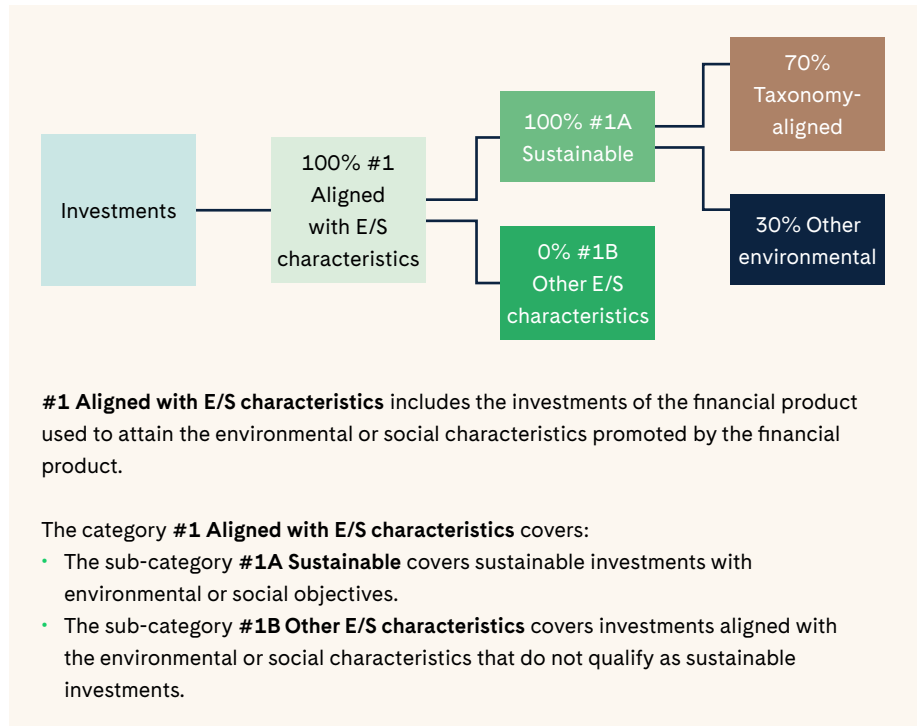 Investments
100% #1
Aligned
with E/S
characteristics
100% #1A
Sustainable
0% #1B
Other E/S
characteristics
70%
Taxonomy-
aligned
30% Other
environmental
#1 Aligned with E/S characteristics includes the investments of the financial product
used to attain the environmental or social characteristics promoted by the financial
product.
The category #1 Aligned with E/S characteristics covers:
• The sub-category #1A Sustainable covers sustainable investments with
environmental or social objectives.
• The sub-category #1B Other E/S characteristics covers investments aligned with
the environmental or social characteristics that do not qualify as sustainable
investments.